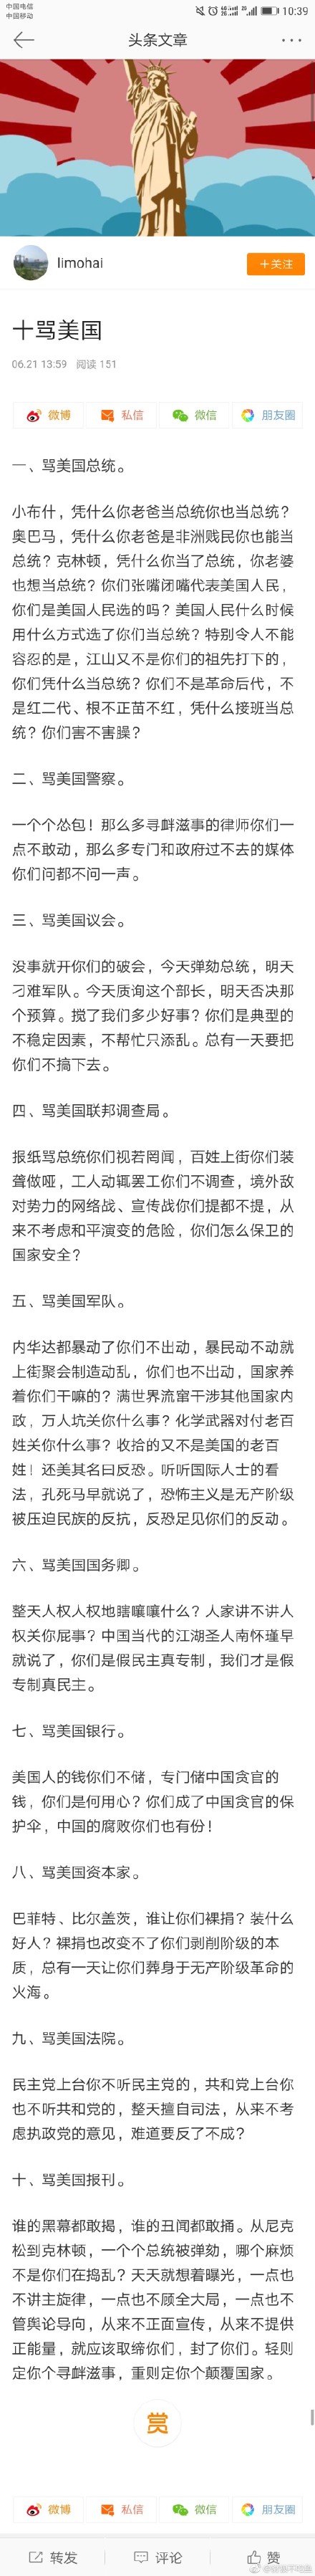 中国电信
中国移动
10:39
头条文章
limohai
＋关注
十骂美国
06.21 13:59 阅读 151
微博 私信 微信 朋友圈
一、骂美国总统。
小布什，凭什么你老爸当总统你也当总统？
奥巴马，凭什么你老爸是非洲贱民你也能当
总统？克林顿，凭什么你当了总统，你老婆
也想当总统？你们张嘴闭嘴代表美国人民，
你们是美国人民选的吗？美国人民什么时候
用什么方式选了你们当总统？特别令人不能
容忍的是，江山又不是你们的祖先打下的，
你们凭什么当总统？你们不是革命后代，不
是红二代、根不正苗不红，凭什么接班当总
统？你们害不害臊？
二、骂美国警察。
一个个怂包！那么多寻衅滋事的律师你们一
点不敢动，那么多专门和政府过不去的媒体
你们问都不问一声。
三、骂美国议会。
没事就开你们的破会，今天弹劾总统，明天
刁难军队。今天质询这个部长，明天否决那
个预算。搅了我们多少好事？你们是典型的
不稳定因素，不帮忙只添乱。总有一天要把
你们不搞下去。
四、骂美国联邦调查局。
报纸骂总统你们视若罔闻，百姓上街你们装
聋做哑，工人动辄罢工你们不调查，境外敌
对势力的网络战、宣传战你们提都不提，从
来不考虑和平演变的危险，你们怎么保卫的
国家安全？
五、骂美国军队。
内华达都暴动了你们不出动，暴民动不动就
上街聚会制造动乱，你们也不出动，国家养
着你们干嘛的？满世界流窜干涉其他国家内
政，万人坑关你什么事？化学武器对付老百
姓关你什么事？收拾的又不是美国的老百
姓！还美其名曰反恐。听听国际人士的看
法，孔死马早就说了，恐怖主义是无产阶级
被压迫民族的反抗，反恐足见你们的反动。
六、骂美国国务卿。
整天人权人权地瞎嚷嚷什么？人家讲不讲人
权关你屁事？中国当代的江湖圣人南怀瑾早
就说了，你们是假民主真专制，我们才是假
专制真民主。
七、骂美国银行。
美国人的钱你们不储，专门储中国贪官的
钱，你们是何用心？你们成了中国贪官的保
护伞，中国的腐败你们也有份！
八、骂美国资本家。
巴菲特、比尔盖茨，谁让你们裸捐？装什么
好人？裸捐也改变不了你们剥削阶级的本
质，总有一天让你们葬身于无产阶级革命的
火海。
九、骂美国法院。
民主党上台你不听民主党的，共和党上台你
也不听共和党的，整天擅自司法，从来不考
虑执政党的意见，难道要反了不成？
十、骂美国报刊。
谁的黑幕都敢揭，谁的丑闻都敢捅。从尼克
松到克林顿，一个个总统被弹劾，哪个麻烦
不是你们在捣乱？天天就想着曝光，一点也
不讲主旋律，一点也不顾全大局，一点也不
管舆论导向，从来不正面宣传，从来不提供
正能量，就应该取缔你们，封了你们。轻则
定你个寻衅滋事，重则定你个颠覆国家。
赏
微博 私信 微信 朋友圈
转发 评论 赞